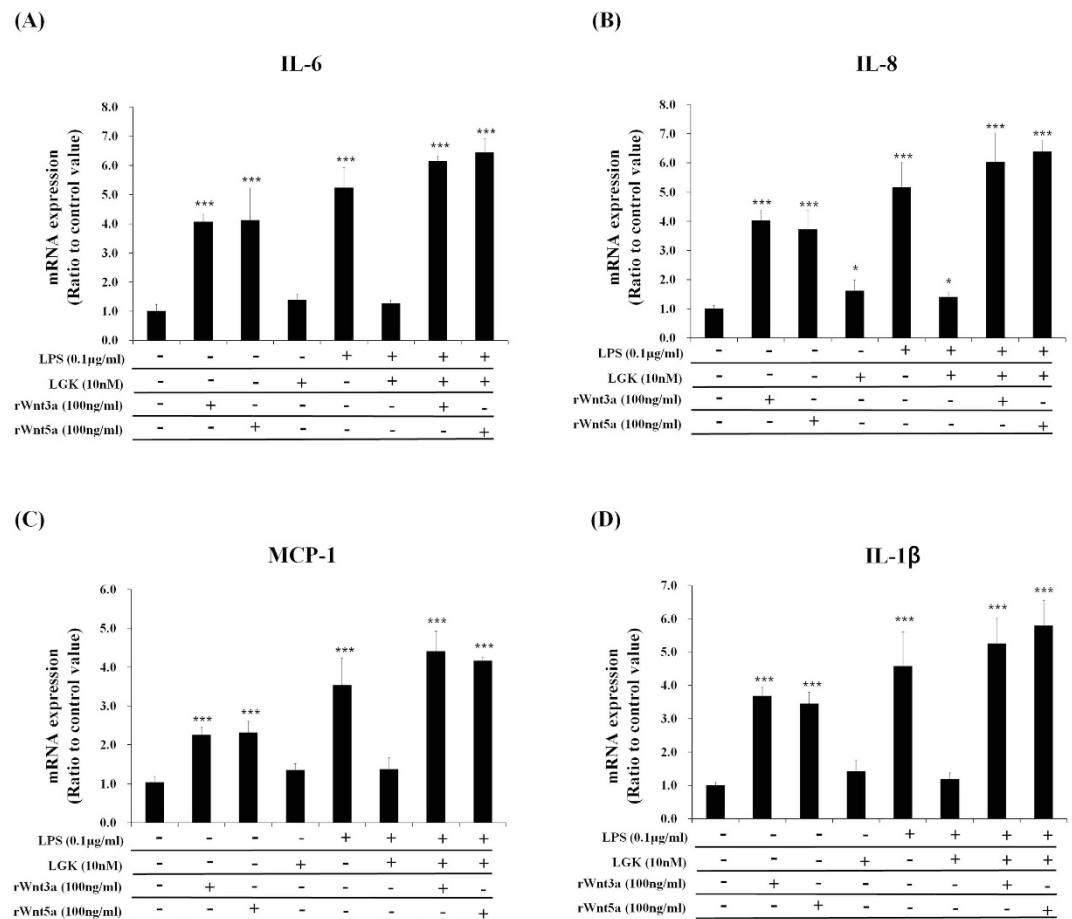 (A)
IL-6
mRNA expression
(Ratio to control value)
8.0
7.0
6.0
5.0
4.0
3.0
2.0
1.0
0.0
*** *** *** *** ***
LPS (0.1µg/ml) - - - - + + + +
LGK (10nM) - - - + - + + +
rWnt3a (100ng/ml) - + - - - - + -
rWnt5a (100ng/ml) - - + - - - - +
(B)
IL-8
mRNA expression
(Ratio to control value)
8.0
7.0
6.0
5.0
4.0
3.0
2.0
1.0
0.0
*** *** * *** * *** ***
LPS (0.1µg/ml) - - - - + + + +
LGK (10nM) - - - + - + + +
rWnt3a (100ng/ml) - + - - - - + -
rWnt5a (100ng/ml) - - + - - - - +
(C)
MCP-1
mRNA expression
(Ratio to control value)
6.0
5.0
4.0
3.0
2.0
1.0
0.0
*** *** *** *** ***
LPS (0.1µg/ml) - - - - + + + +
LGK (10nM) - - - + - + + +
rWnt3a (100ng/ml) - + - - - - + -
rWnt5a (100ng/ml) - - + - - - - +
(D)
IL-1β
mRNA expression
(Ratio to control value)
7.0
6.0
5.0
4.0
3.0
2.0
1.0
0.0
*** *** *** *** ***
LPS (0.1µg/ml) - - - - + + + +
LGK (10nM) - - - + - + + +
rWnt3a (100ng/ml) - + - - - - + -
rWnt5a (100ng/ml) - - + - - - - +